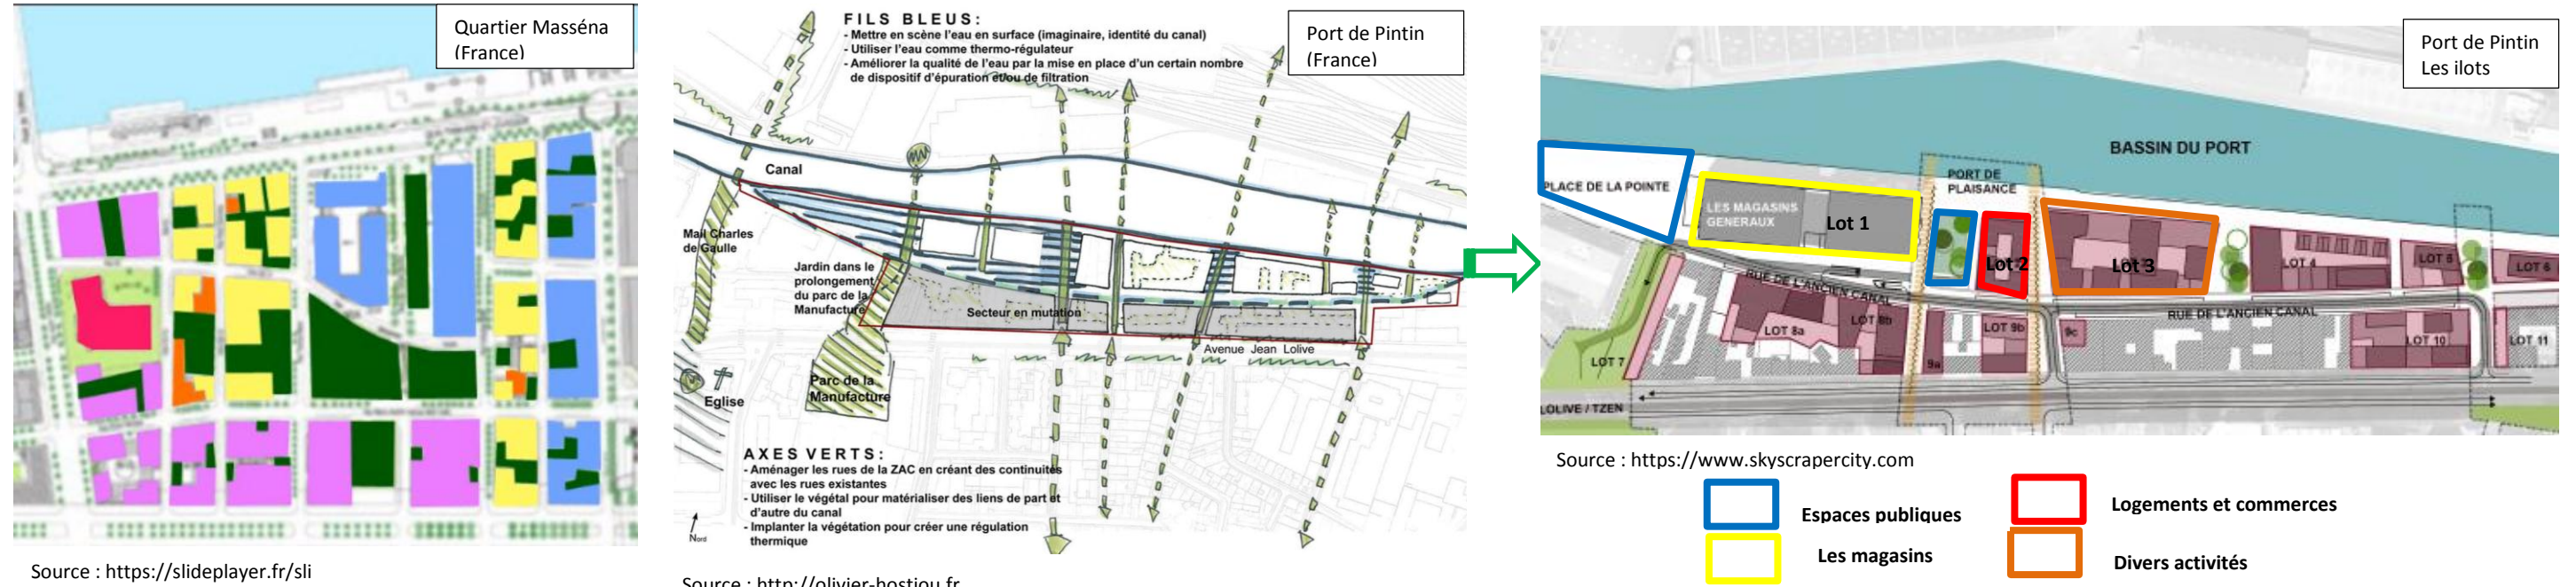 Quartier Masséna
(France)
Source : https://slideplayer.fr/sli
FILS BLEUS:
- Mettre en scène l'eau en surface (imaginaire, identité du canal)
- Utiliser l'eau comme thermo-régulateur
- Améliorer la qualité de l'eau par la mise en place d'un certain nombre
de dispositif d'épuration et/ou de filtration
Port de Pintin
(France)
Canal
Mail Charles
de Gaulle
Jardin dans le
prolongement
du parc de la
Manufacture
Secteur en mutation
Avenue Jean Lolive
Parc de la
Manufacture
Eglise
AXES VERTS:
- Aménager les rues de la ZAC en créant des continuités
avec les rues existantes
- Utiliser le végétal pour matérialiser des liens de part et
d'autre du canal
- Implanter la végétation pour créer une régulation
thermique
Nord
Source : http://olivier-hostiou.fr
Port de Pintin
Les ilots
BASSIN DU PORT
PLACE DE LA POINTE
PORT DE
PLAISANCE
LES MAGASINS
GENERAUX
Lot 1
Lot 2
Lot 3
LOT 4
LOT 5
LOT 6
RUE DE L'ANCIEN CANAL
RUE DE L'ANCIEN CANAL
LOT 7
LOT 8a
LOT 8b
9a
LOT 9b
9c
LOT 10
LOT 11
LOLIVE / TZEN
Source : https://www.skyscrapercity.com
Espaces publiques
Logements et commerces
Les magasins
Divers activités